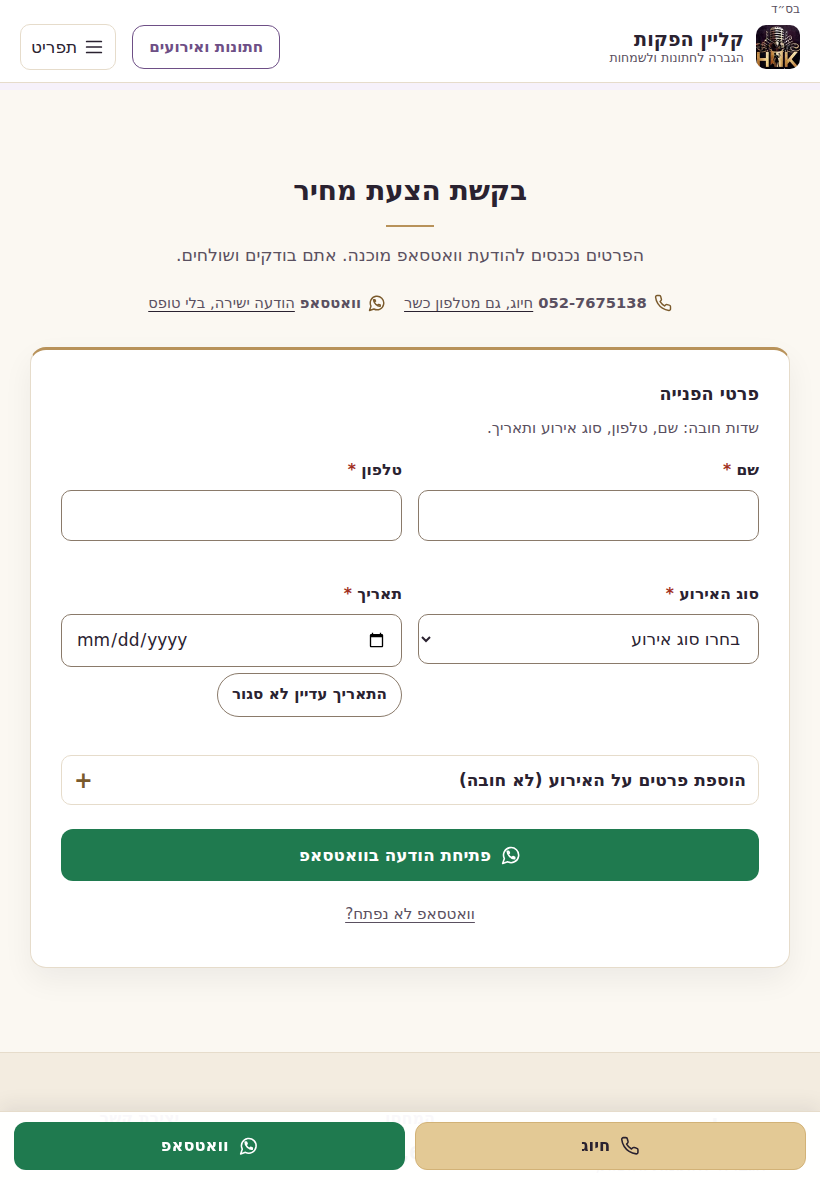 בס״ד
קליין הפקות
הגברה לחתונות ולשמחות
חתונות ואירועים
תפריט
בקשת הצעת מחיר
הפרטים נכנסים להודעת וואטסאפ מוכנה. אתם בודקים ושולחים.
052-7675138 חיוג, גם מטלפון כשר
וואטסאפ הודעה ישירה, בלי טופס
פרטי הפנייה
שדות חובה: שם, טלפון, סוג אירוע ותאריך.
שם *
טלפון *
סוג האירוע *
תאריך *
בחרו סוג אירוע
mm/dd/yyyy
התאריך עדיין לא סגור
הוספת פרטים על האירוע (לא חובה)
+
פתיחת הודעה בוואטסאפ
וואטסאפ לא נפתח?
חיוג
וואטסאפ